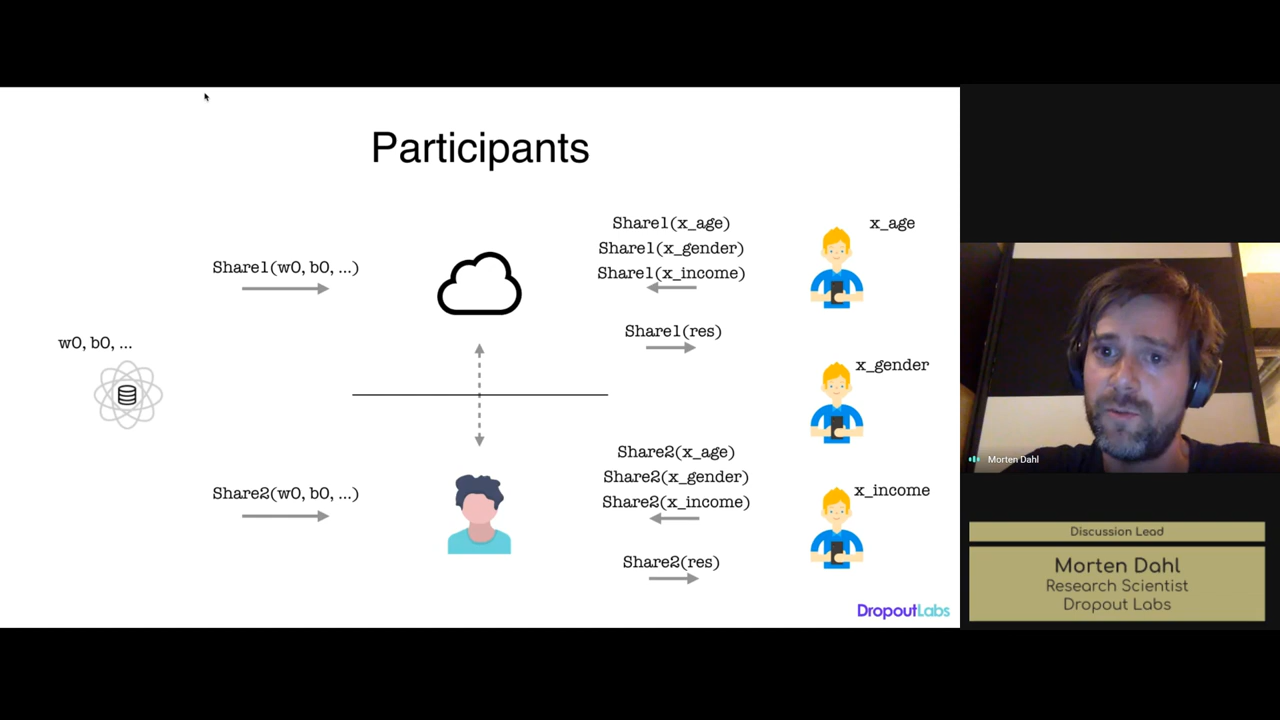 Participants
Share1(x_age)
x_age
Share1(x_gender)
Share1(w0, b0, ...)
Share1(x_income)
Share1(res)
w0, b0, ...
x_gender
Share2(x_age)
Share2(x_gender)
Share2(w0, b0, ...)
Share2(x_income)
x_income
Share2(res)
DropoutLabs
Morten Dahl
Discussion Lead
Morten Dahl
Research Scientist
Dropout Labs